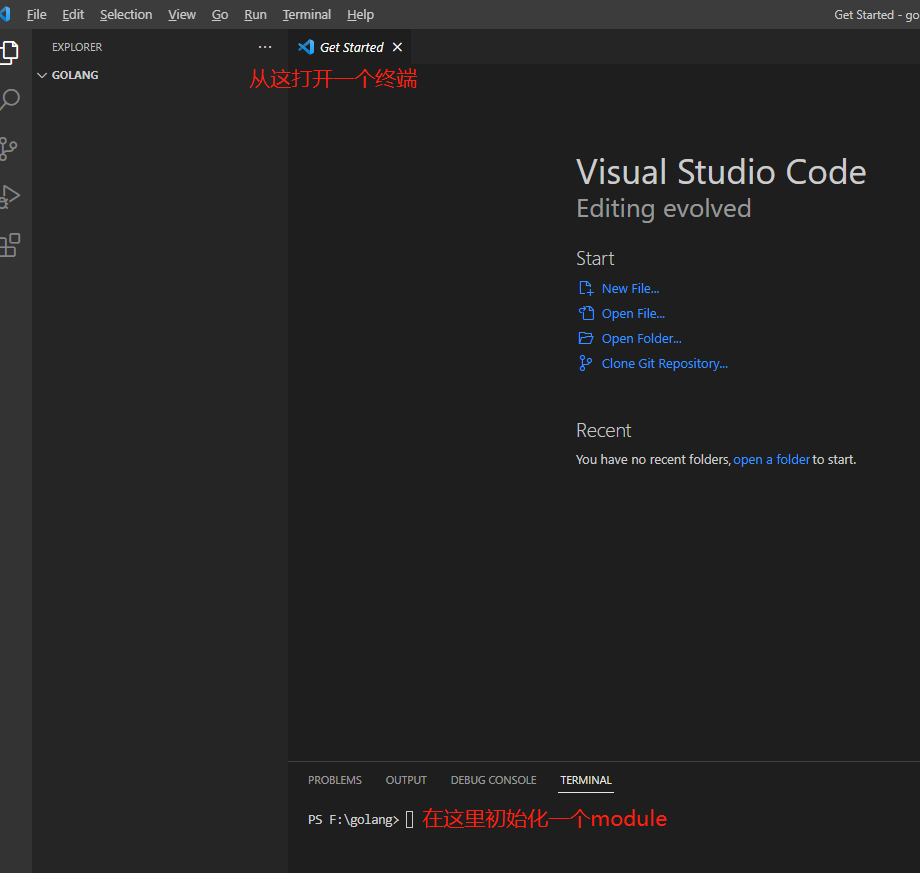 File Edit Selection View Go Run Terminal Help Get Started - go
EXPLORER ··· Get Started
GOLANG
从这打开一个终端
Visual Studio Code
Editing evolved
Start
New File...
Open File...
Open Folder...
Clone Git Repository...
Recent
You have no recent folders, open a folder to start.
PROBLEMS OUTPUT DEBUG CONSOLE TERMINAL
PS F:\golang> 在这里初始化一个module